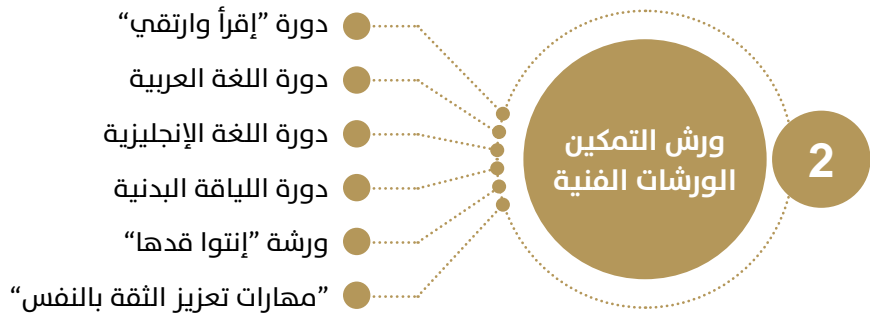 2
ورش التمكين
الورشات الفنية
دورة ”إقرأ وارتقي“
دورة اللغة العربية
دورة اللغة الإنجليزية
دورة اللياقة البدنية
ورشة ”إنتوا قدها“
”مهارات تعزيز الثقة بالنفس“